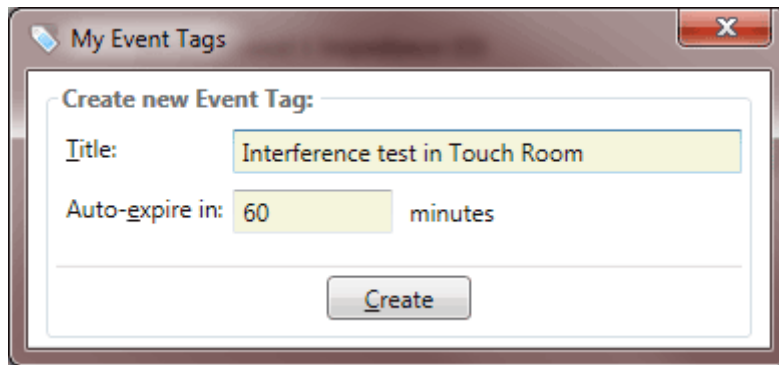 My Event Tags
Create new Event Tag:
Title: Interference test in Touch Room
Auto-expire in: 60 minutes
Create